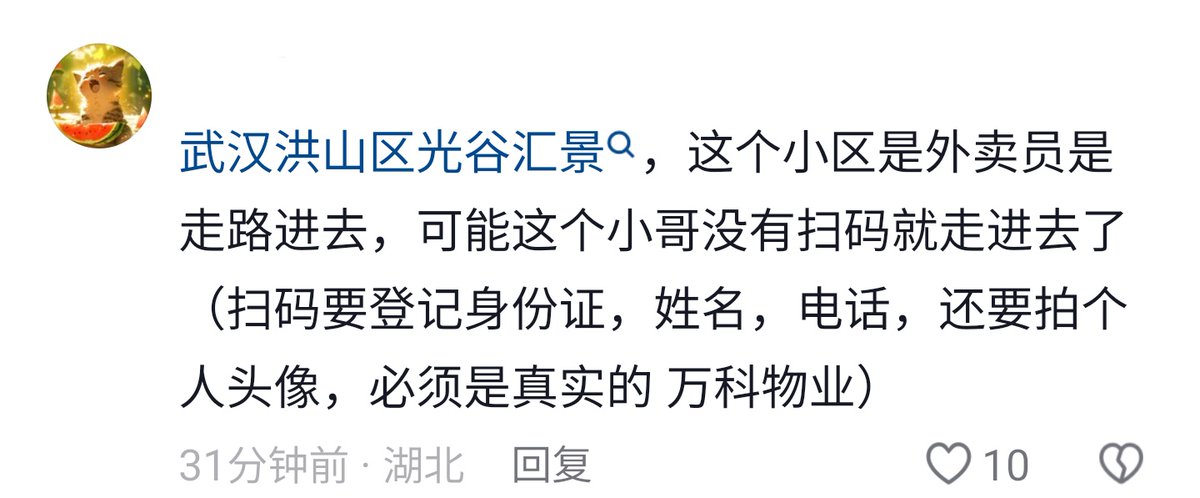 武汉洪山区光谷汇景，这个小区是外卖员是
走路进去，可能这个小哥没有扫码就走进去了
（扫码要登记身份证，姓名，电话，还要拍个
人头像，必须是真实的 万科物业）
31分钟前 · 湖北 回复 10